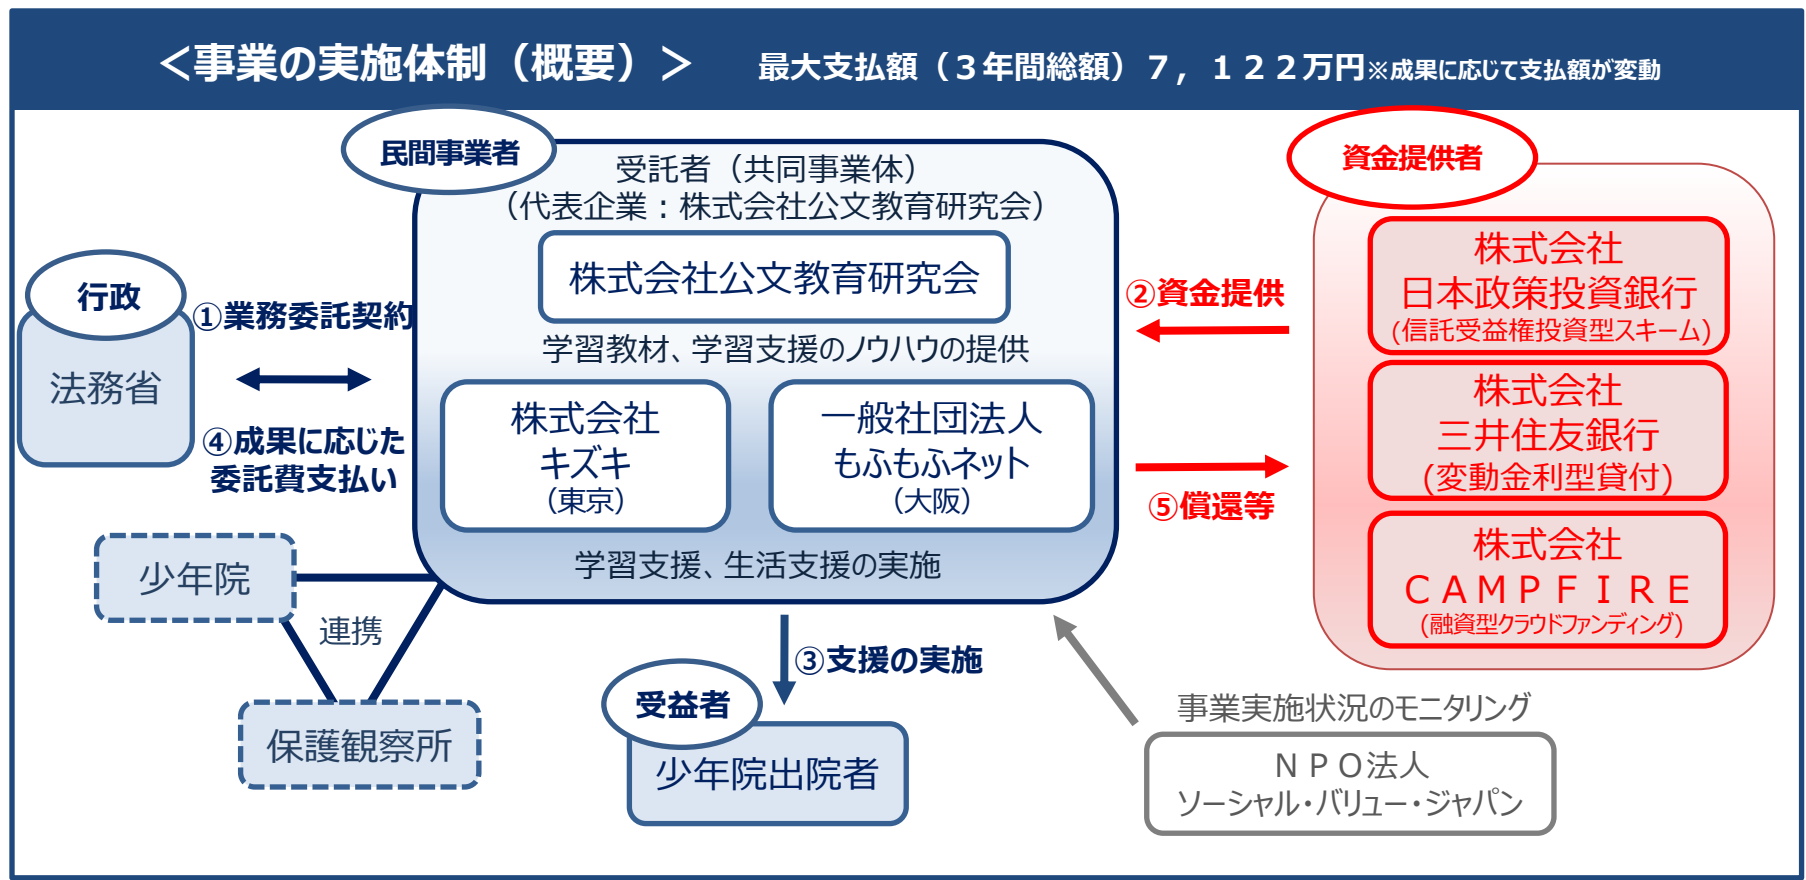 ＜事業の実施体制（概要）＞ 最大支払額（３年間総額）７，１２２万円※成果に応じて支払額が変動
民間事業者
受託者（共同事業体）
（代表企業：株式会社公文教育研究会）
株式会社公文教育研究会
学習教材、学習支援のノウハウの提供
株式会社
キズキ
（東京）
一般社団法人
もふもふネット
（大阪）
学習支援、生活支援の実施
行政
法務省
①業務委託契約
④成果に応じた
委託費支払い
少年院
連携
保護観察所
③支援の実施
受益者
少年院出院者
②資金提供
⑤償還等
資金提供者
株式会社
日本政策投資銀行
(信託受益権投資型スキーム)
株式会社
三井住友銀行
(変動金利型貸付)
株式会社
ＣＡＭＰＦＩＲＥ
(融資型クラウドファンディング)
事業実施状況のモニタリング
ＮＰＯ法人
ソーシャル・バリュー・ジャパン